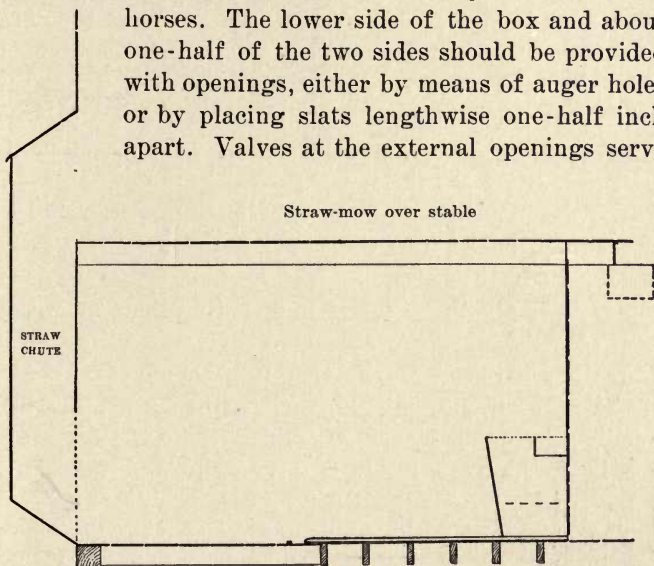 horses. The lower side of the box and abou
one-half of the two sides should be provide
with openings, either by means of auger hole
or by placing slats lengthwise one-half incl
apart. Valves at the external openings serv
Straw-mow over stable
STRAW
CHUTE